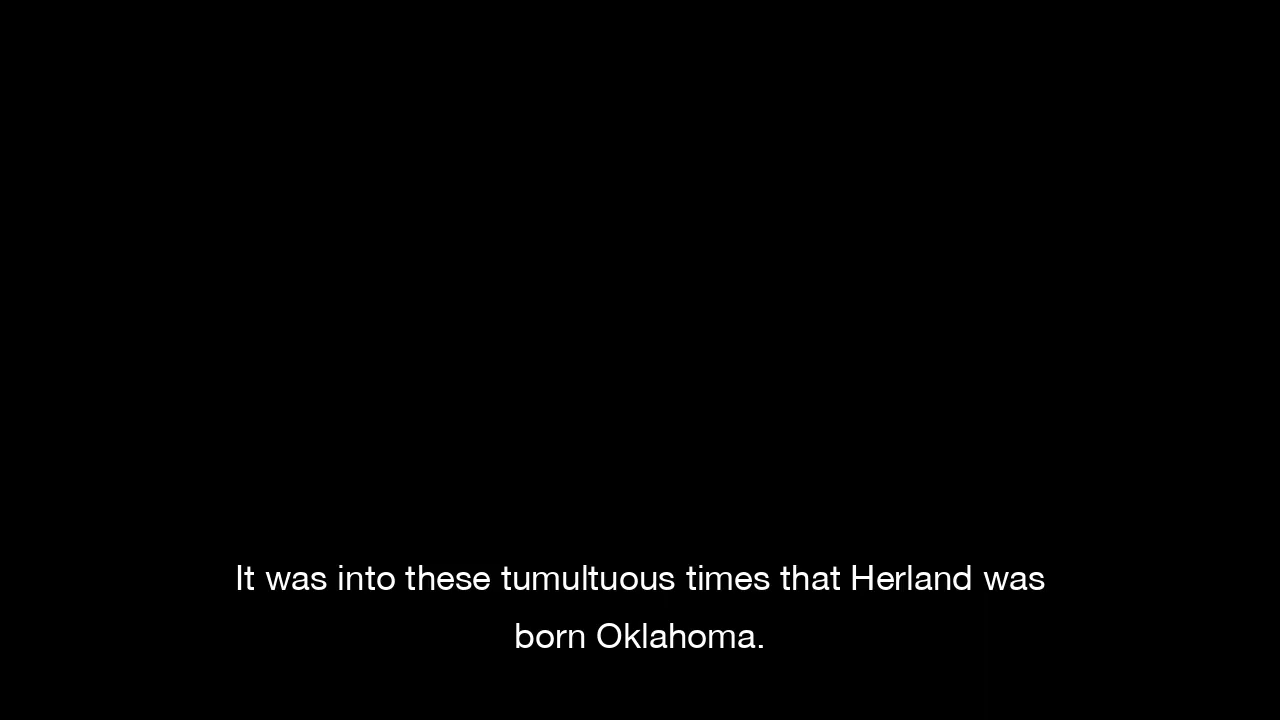 It was into these tumultuous times that Herland was
born Oklahoma.